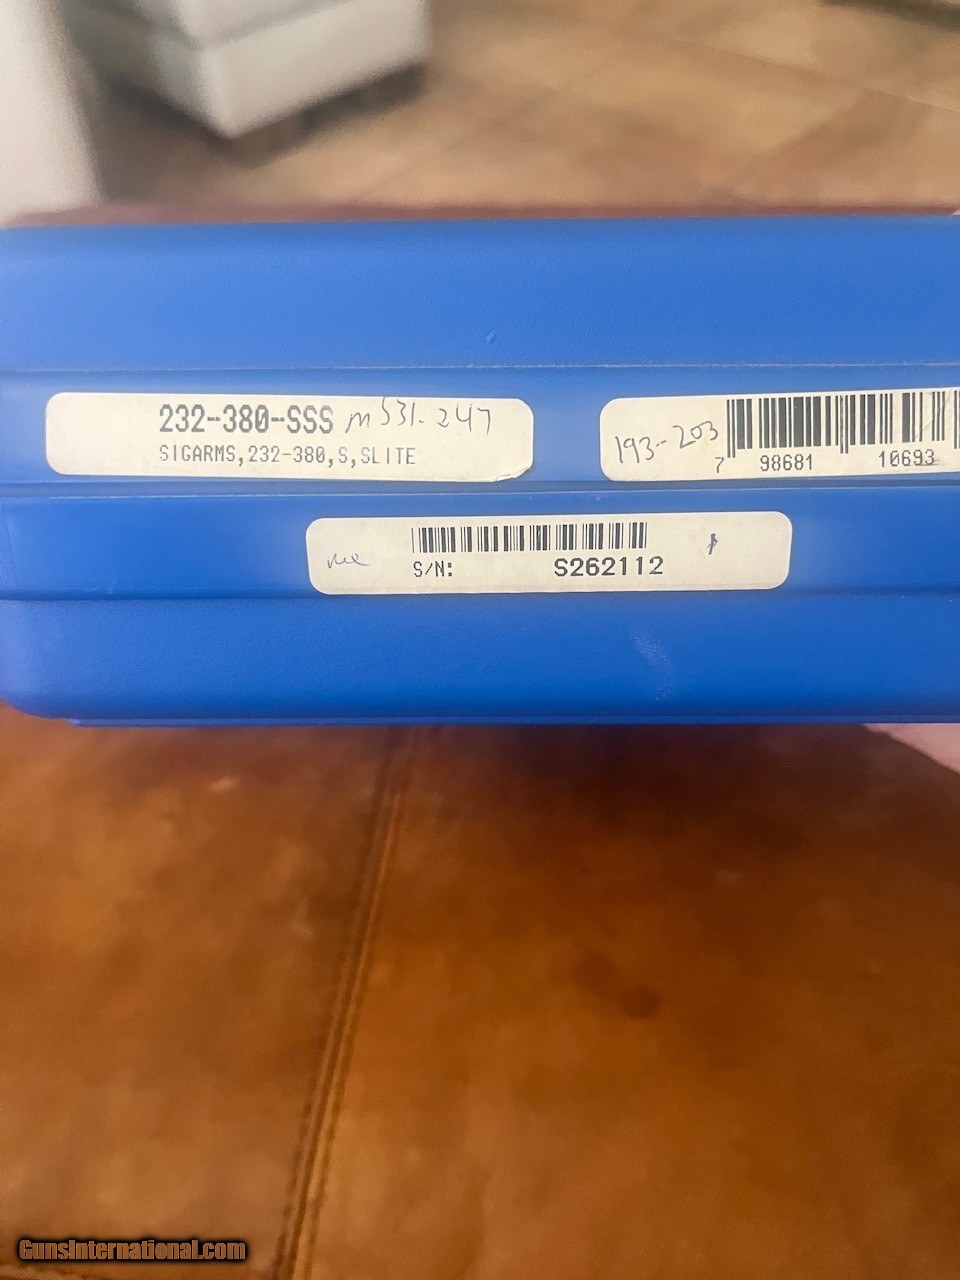 232-380-SSS m531-247
SIGARMS,232-380,S,SLITE
193-203
7 98681 10693
S/N: S262112
GunsInternational.com